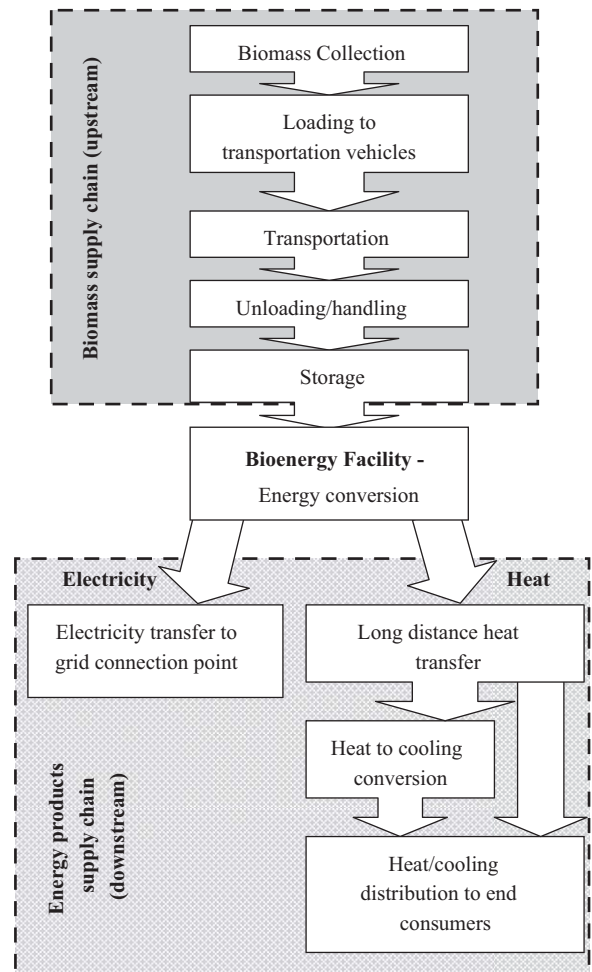 Biomass supply chain (upstream)
Biomass Collection
Loading to
transportation vehicles
Transportation
Unloading/handling
Storage
Bioenergy Facility -
Energy conversion
Electricity
Heat
Electricity transfer to
grid connection point
Long distance heat
transfer
Heat to cooling
conversion
Energy products
supply chain
(downstream)
Heat/cooling
distribution to end
consumers